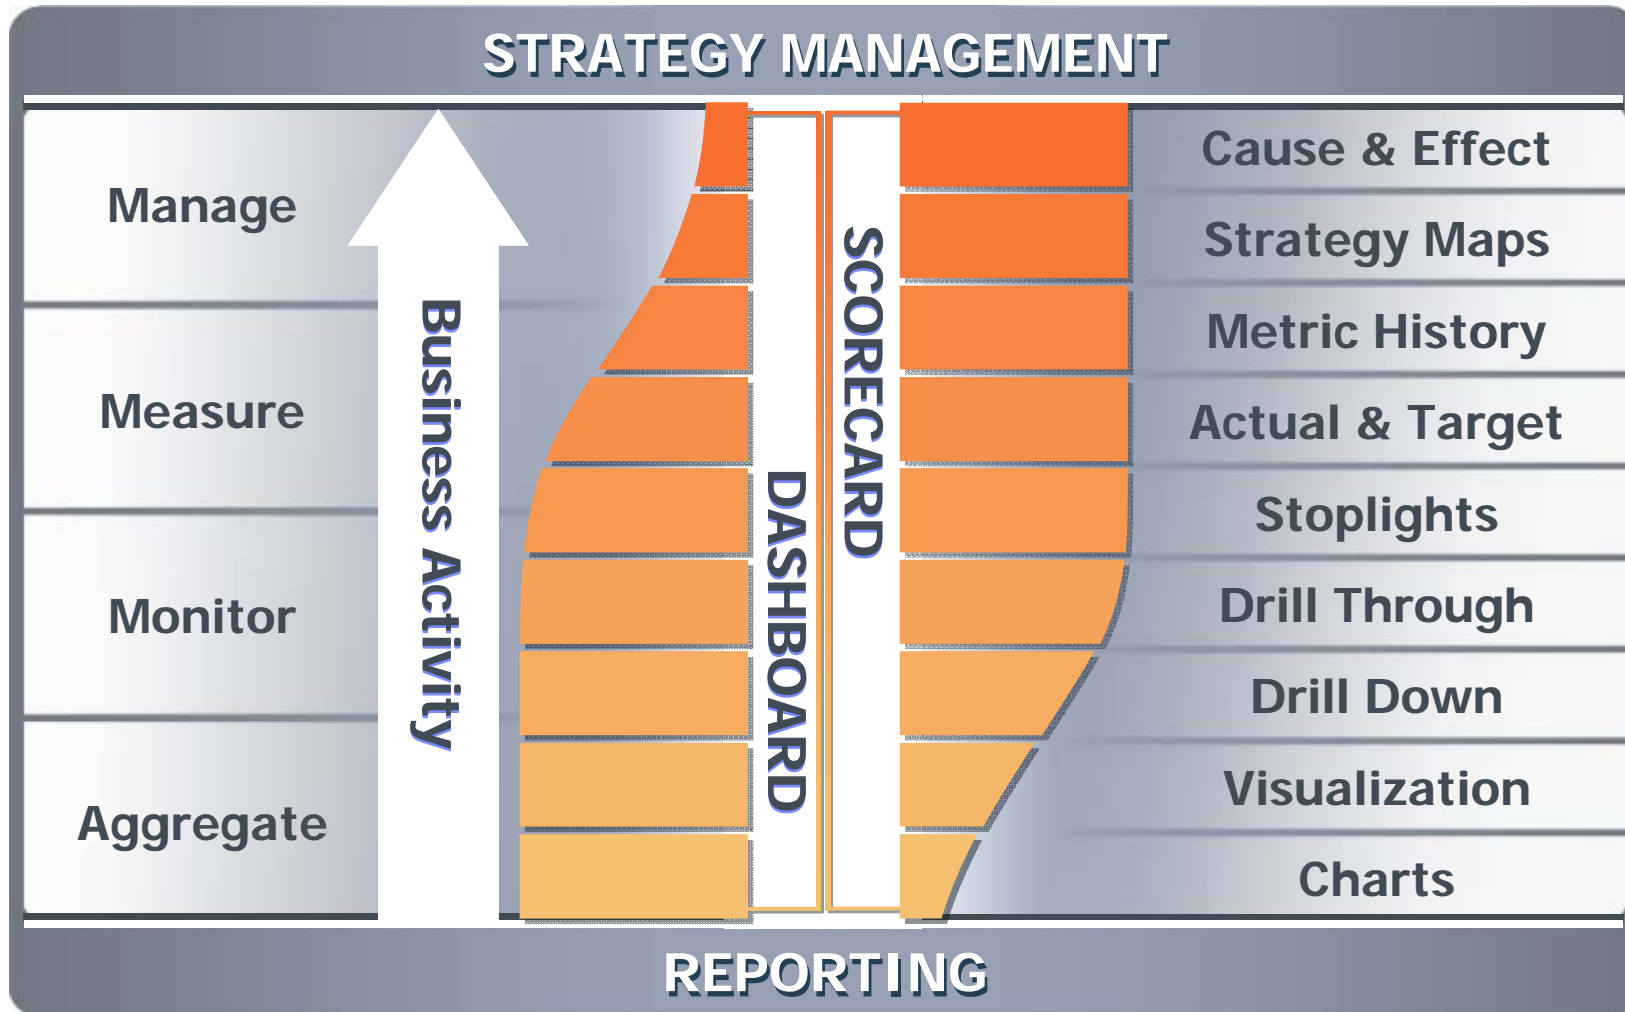 STRATEGY MANAGEMENT
Manage
Measure
Monitor
Aggregate
Business Activity
DASHBOARD
SCORECARD
Cause & Effect
Strategy Maps
Metric History
Actual & Target
Stoplights
Drill Through
Drill Down
Visualization
Charts
REPORTING